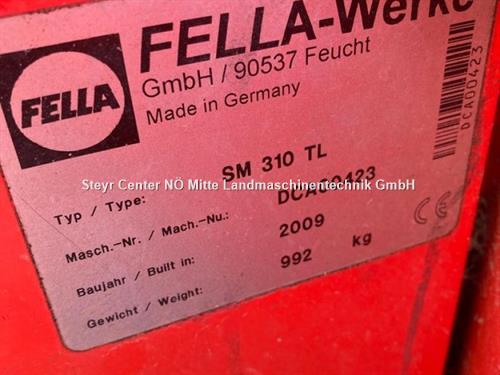 FELLA
FELLA-Werke
GmbH / 90537 Feucht
Made in Germany
DCA00423
Typ / Type: SM 310 TL
Steyr Center NÖ Mitte Landmaschinentechnik GmbH
Masch.-Nr. / Mach.-Nu.: DCA00423
Baujahr / Built in: 2009
Gewicht / Weight: 992 kg
CE